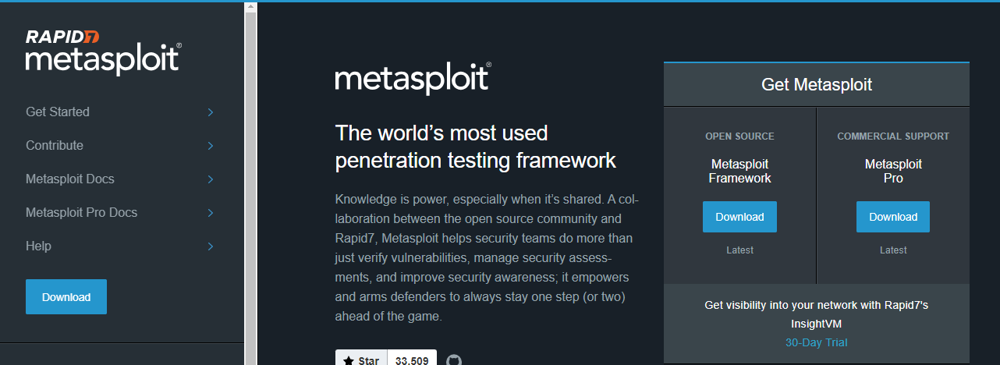 RAPID7
metasploit®
Get Started
Contribute
Metasploit Docs
Metasploit Pro Docs
Help
Download
metasploit®
The world’s most used
penetration testing framework
Knowledge is power, especially when it’s shared. A col-
laboration between the open source community and
Rapid7, Metasploit helps security teams do more than
just verify vulnerabilities, manage security assess-
ments, and improve security awareness; it empowers
and arms defenders to always stay one step (or two)
ahead of the game.
Star 33,509
Get Metasploit
OPEN SOURCE
Metasploit
Framework
Download
Latest
COMMERCIAL SUPPORT
Metasploit
Pro
Download
Latest
Get visibility into your network with Rapid7's
InsightVM
30-Day Trial